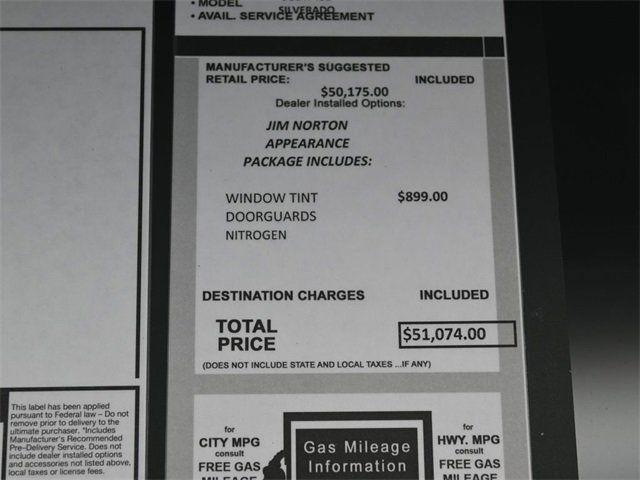 • MODEL
SILVERADO
• AVAIL. SERVICE AGREEMENT
MANUFACTURER'S SUGGESTED
RETAIL PRICE: INCLUDED
$50,175.00
Dealer Installed Options:
JIM NORTON
APPEARANCE
PACKAGE INCLUDES:
WINDOW TINT $899.00
DOORGUARDS
NITROGEN
DESTINATION CHARGES INCLUDED
TOTAL
PRICE $51,074.00
(DOES NOT INCLUDE STATE AND LOCAL TAXES ...IF ANY)
This label has been applied
pursuant to Federal law – Do not
remove prior to delivery to the
ultimate purchaser. *Includes
Manufacturer's Recommended
Pre-Delivery Service. Does not
include dealer installed options
and accessories not listed above,
local taxes or license fees.
for
CITY MPG
consult
FREE GAS
MILEAGE
Gas Mileage
Information
for
HWY. MPG
consult
FREE GAS
MILEAGE